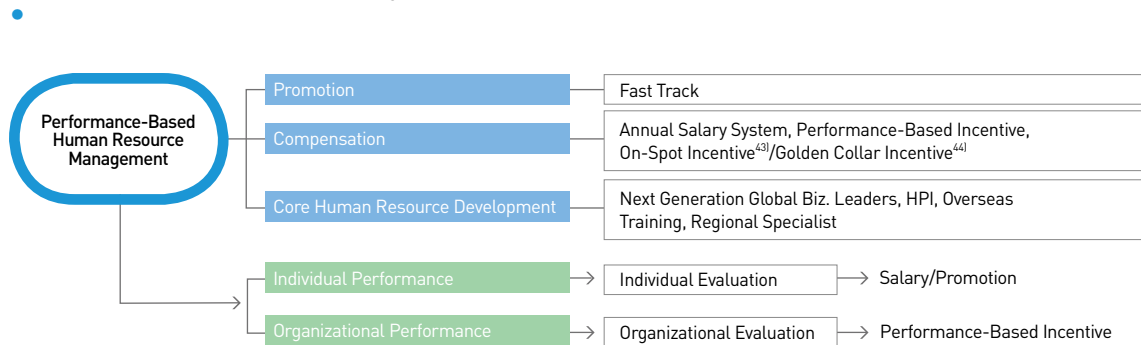 Performance-Based
Human Resource
Management
Promotion
Fast Track
Compensation
Annual Salary System, Performance-Based Incentive,
On-Spot Incentive43)/Golden Collar Incentive44)
Core Human Resource Development
Next Generation Global Biz. Leaders, HPI, Overseas
Training, Regional Specialist
Individual Performance
Individual Evaluation
Salary/Promotion
Organizational Performance
Organizational Evaluation
Performance-Based Incentive